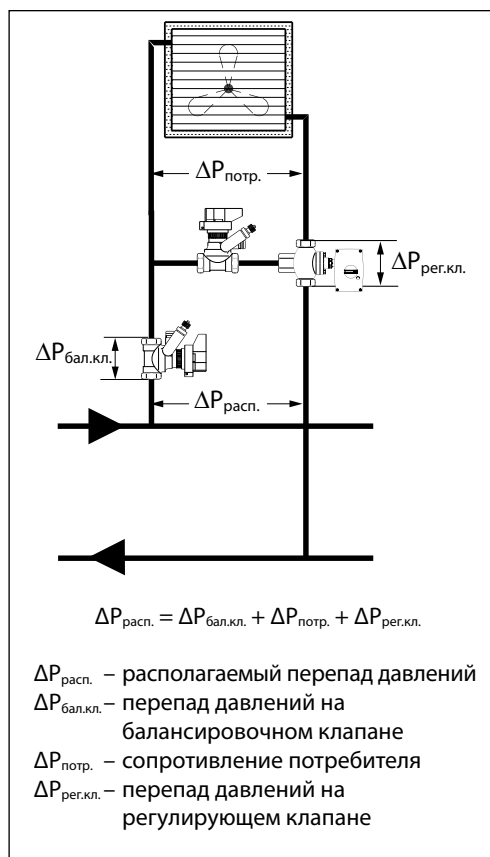 ΔPпотр.
ΔPрег.кл.
ΔPбал.кл.
ΔPрасп.
ΔPрасп. = ΔPбал.кл. + ΔPпотр. + ΔPрег.кл.
ΔPрасп. – располагаемый перепад давлений
ΔPбал.кл. – перепад давлений на
балансировочном клапане
ΔPпотр. – сопротивление потребителя
ΔPрег.кл. – перепад давлений на
регулирующем клапане